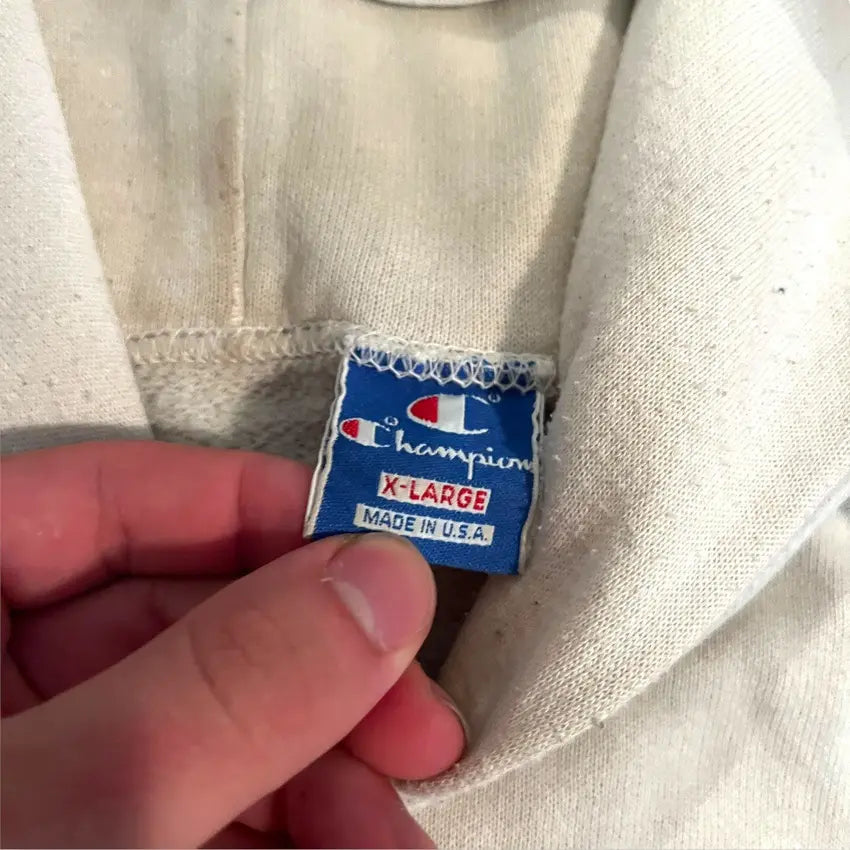 ®
®
Champion
X-LARGE
MADE IN U.S.A.